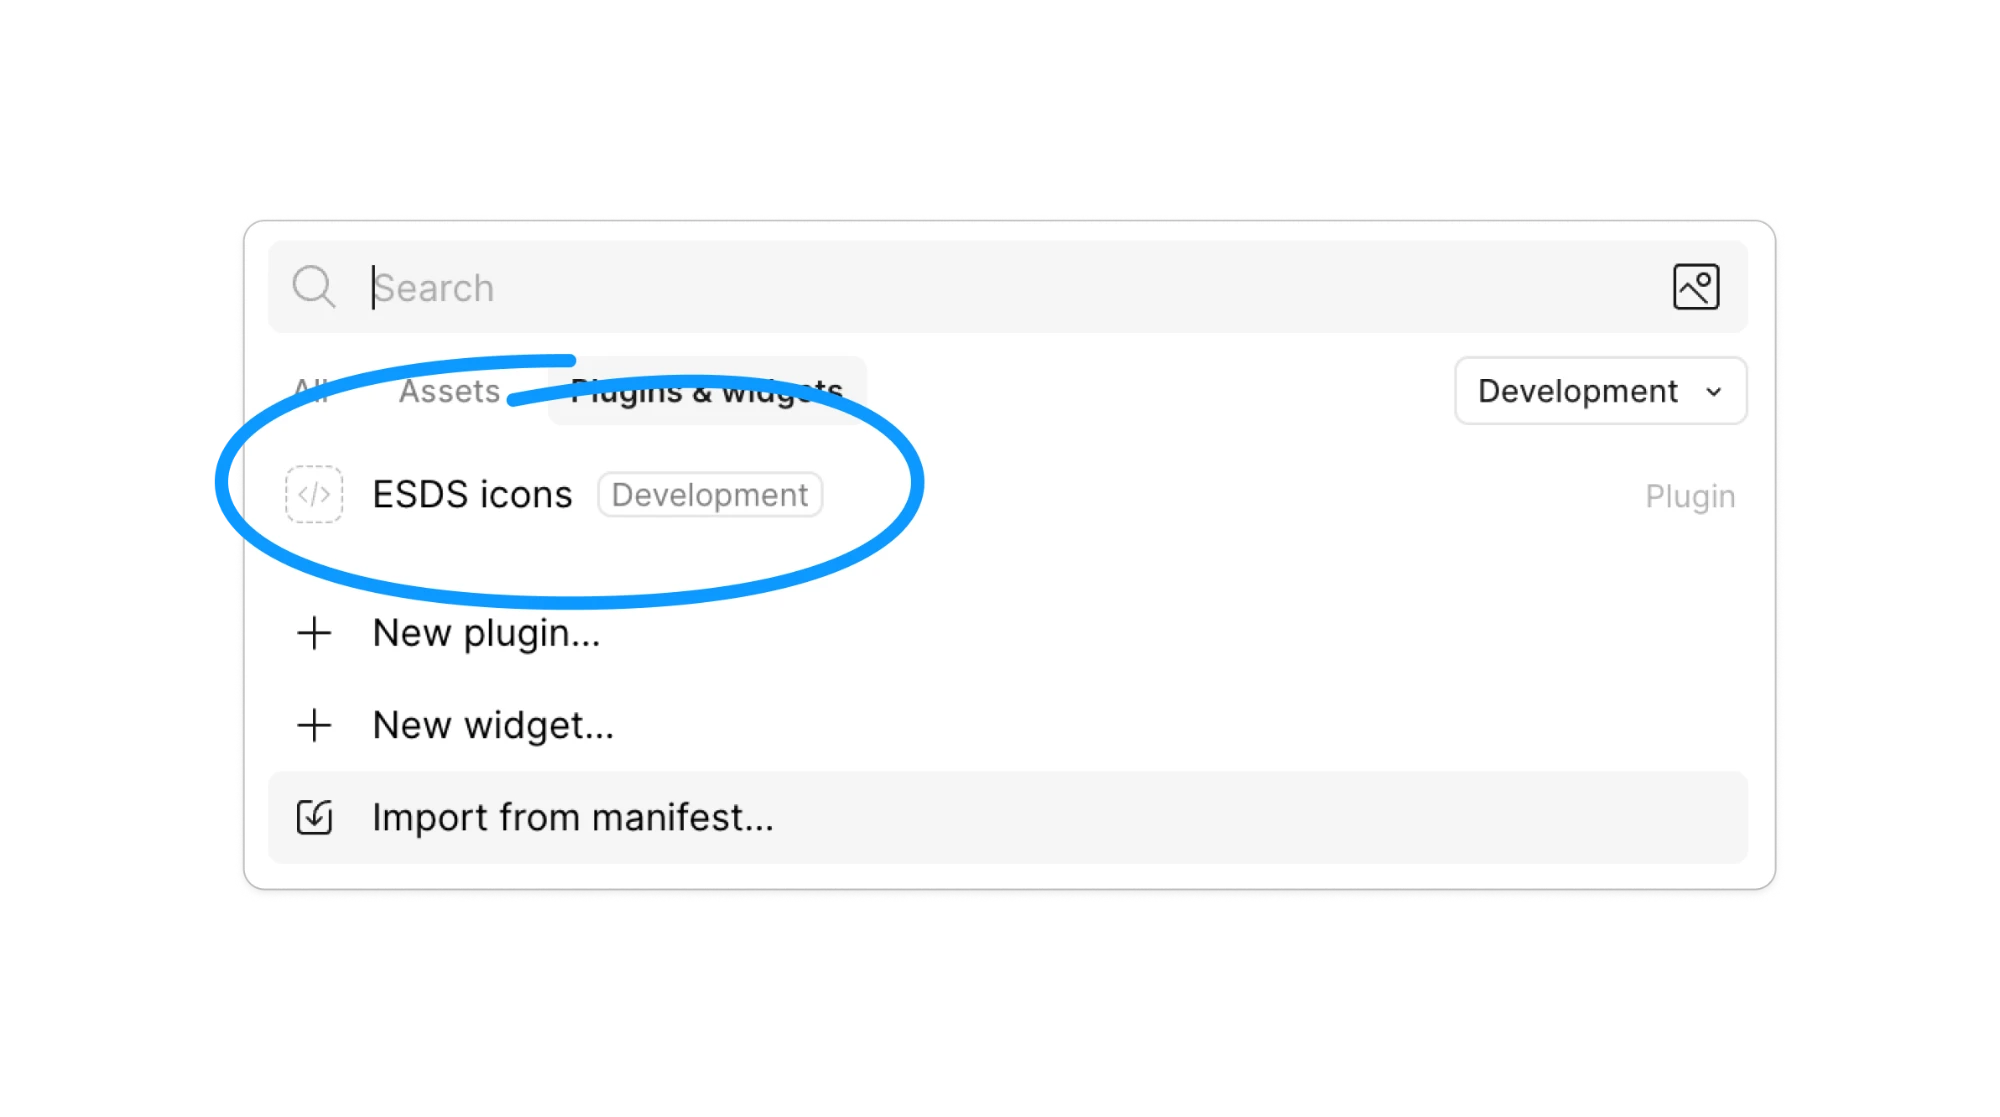 Search
All Assets Plugins & widgets Development
</> ESDS icons Development Plugin
New plugin...
New widget...
Import from manifest...